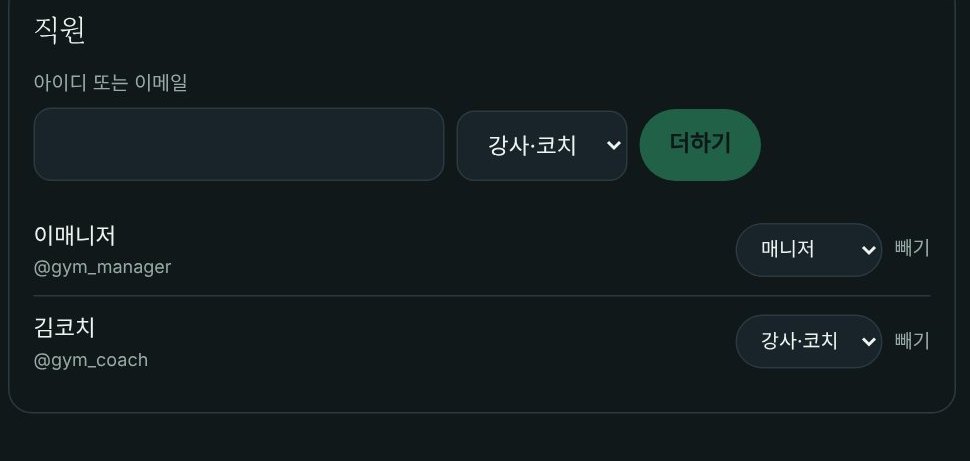 직원
아이디 또는 이메일
강사·코치 더하기
이매니저
@gym_manager
매니저 빼기
김코치
@gym_coach
강사·코치 빼기